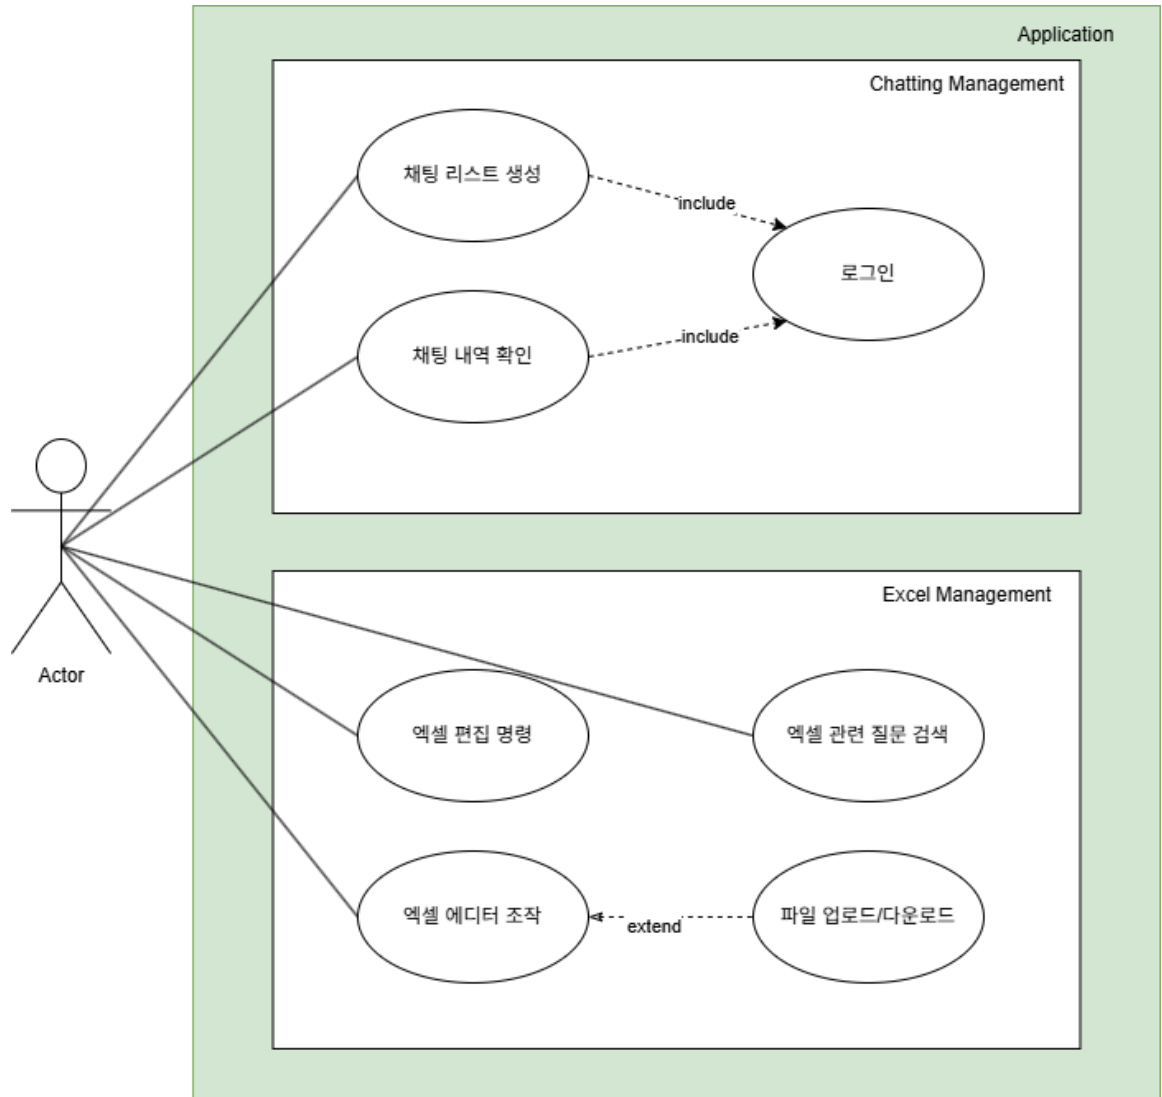 Application
Chatting Management
채팅 리스트 생성
include
로그인
채팅 내역 확인
include
Actor
Excel Management
엑셀 편집 명령
엑셀 관련 질문 검색
엑셀 에디터 조작
extend
파일 업로드/다운로드